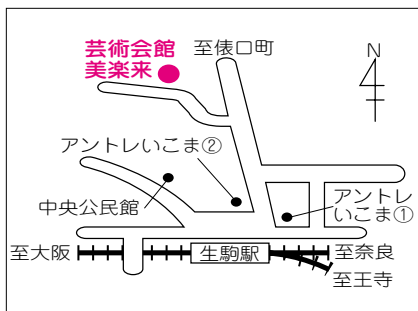 芸術会館
美楽来
至俵口町
N
アントレいこま②
中央公民館
アントレ
いこま①
至大阪
生駒駅
至奈良
至王寺